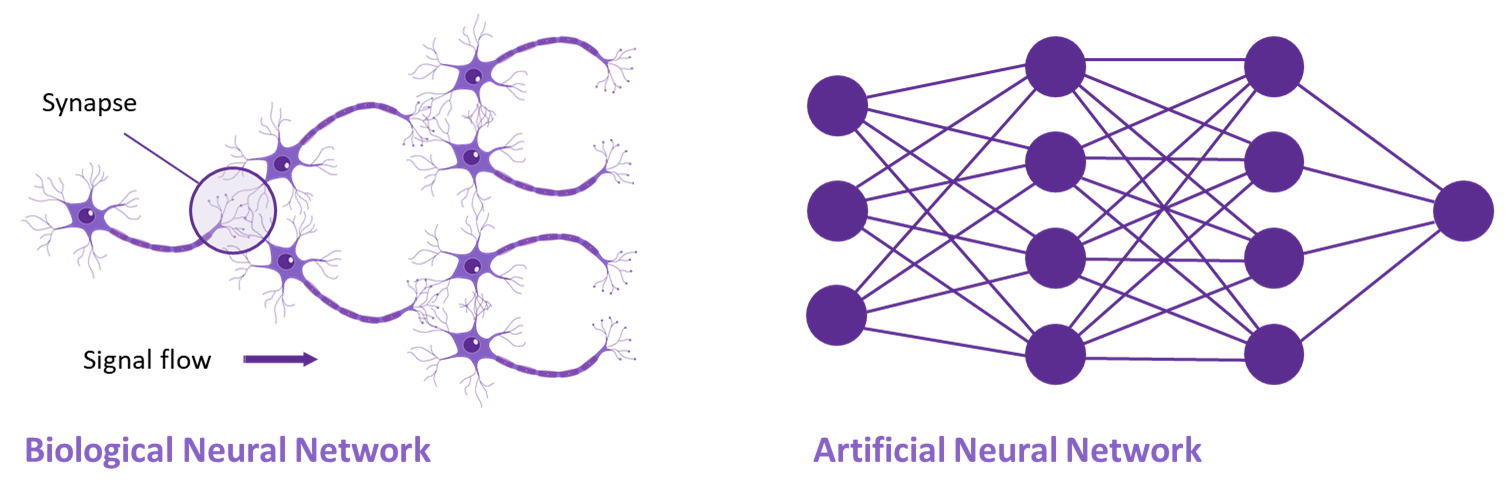 Synapse
Signal flow
Biological Neural Network
Artificial Neural Network